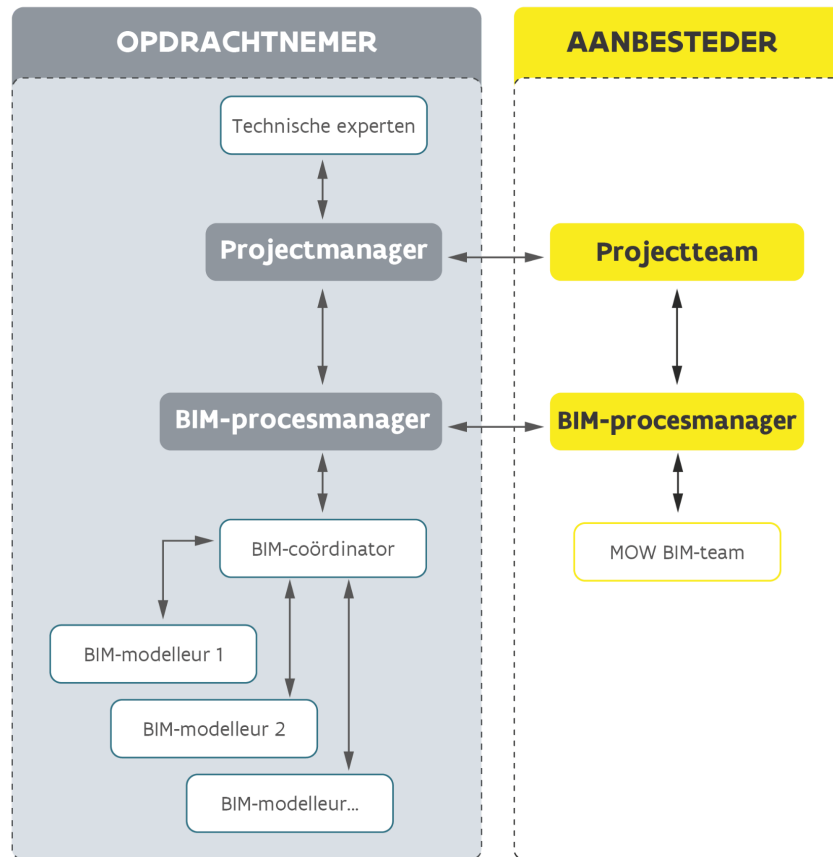 OPDRACHTNEMER
AANBESTEDER
Technische experten
Projectmanager
Projectteam
BIM-procesmanager
BIM-procesmanager
BIM-coördinator
MOW BIM-team
BIM-modelleur 1
BIM-modelleur 2
BIM-modelleur...